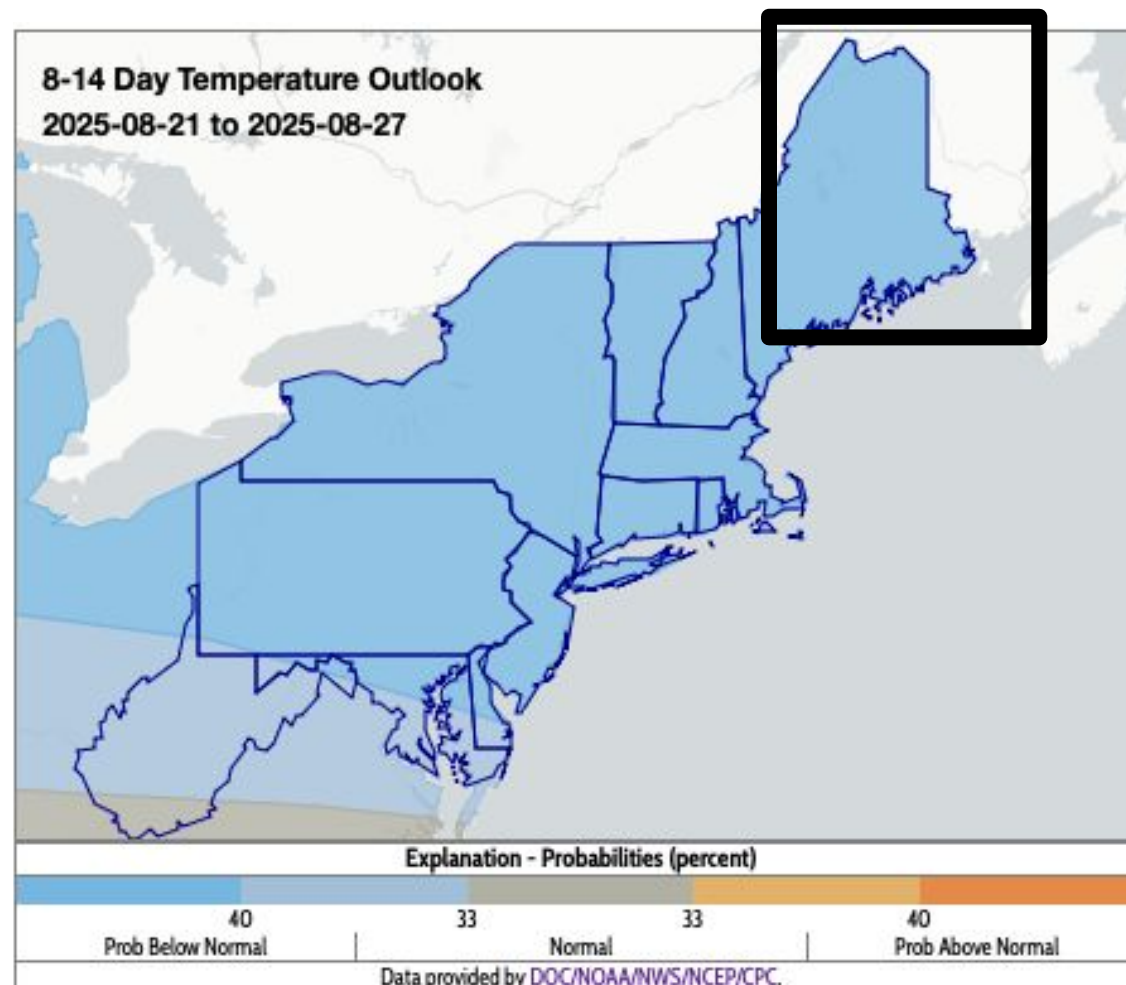 8-14 Day Temperature Outlook
2025-08-21 to 2025-08-27
Explanation - Probabilities (percent)
40 33 33 40
Prob Below Normal Normal Prob Above Normal
Data provided by DOC/NOAA/NWS/NCEP/CPC.